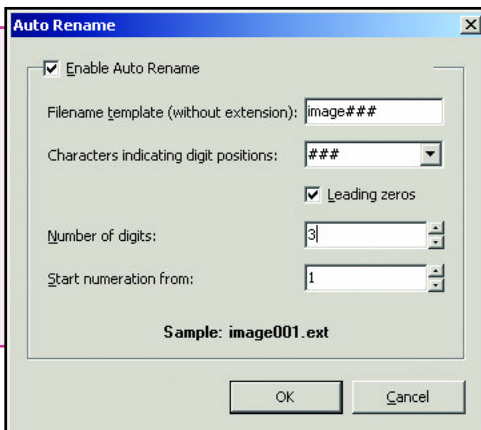 Auto Rename
Enable Auto Rename
Filename template (without extension): image###
Characters indicating digit positions: ###
Leading zeros
Number of digits: 3
Start numeration from: 1
Sample: image001.ext
OK Cancel